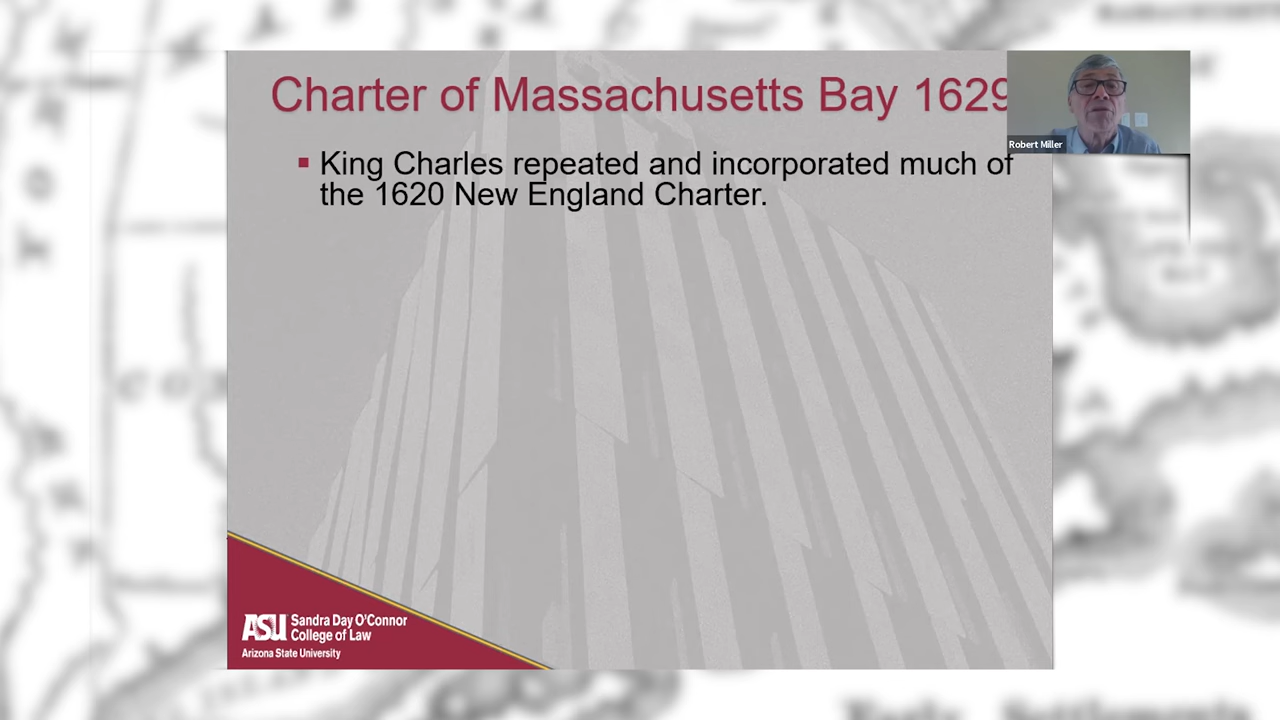 Charter of Massachusetts Bay 1629
King Charles repeated and incorporated much of
the 1620 New England Charter.
Robert Miller
ASU Sandra Day O'Connor
College of Law
Arizona State University